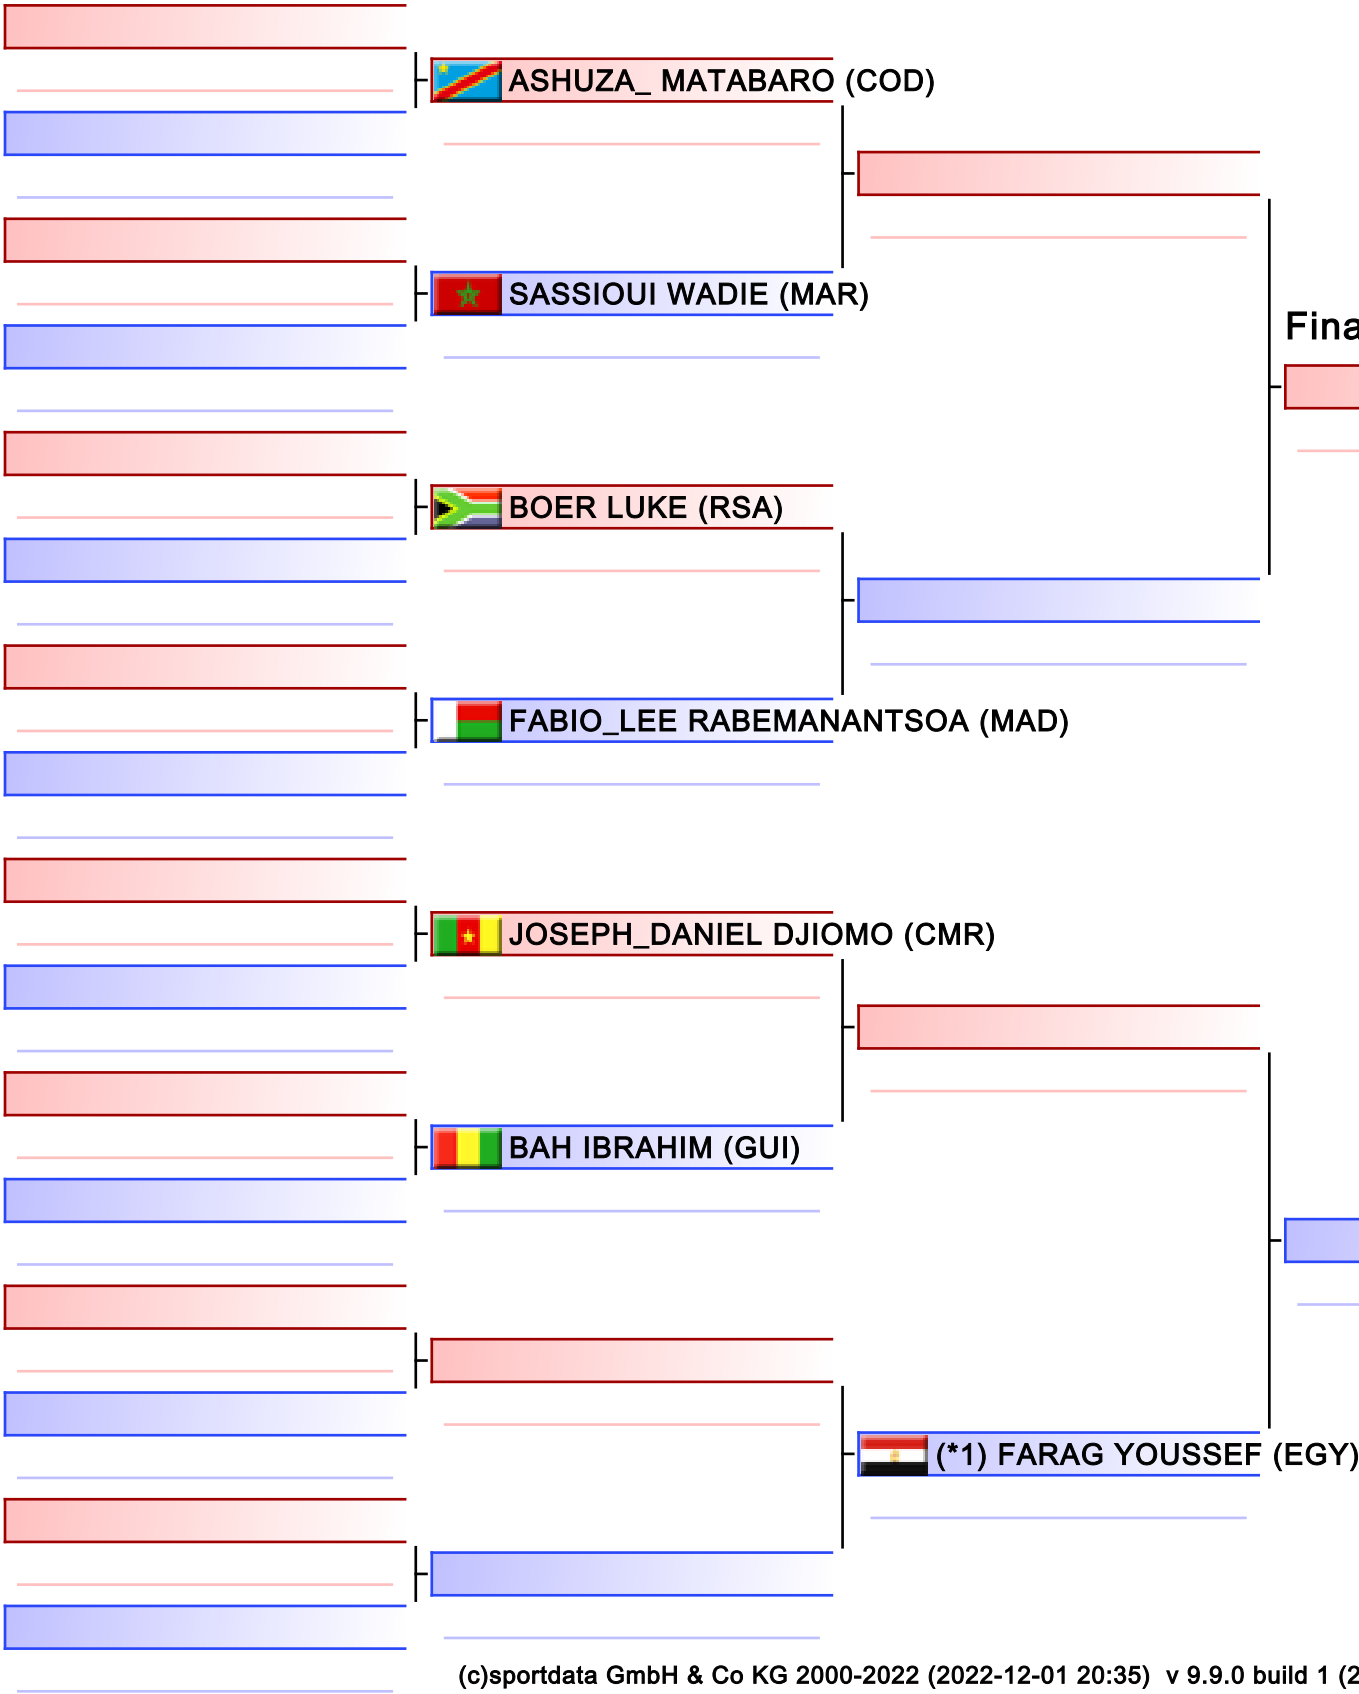 ASHUZA_ MATABARO (COD)
SASSIOUI WADIE (MAR)
Fina
BOER LUKE (RSA)
FABIO_LEE RABEMANANTSOA (MAD)
JOSEPH_DANIEL DJIOMO (CMR)
BAH IBRAHIM (GUI)
(*1) FARAG YOUSSEF (EGY)
(c)sportdata GmbH & Co KG 2000-2022 (2022-12-01 20:35) v 9.9.0 build 1 (2